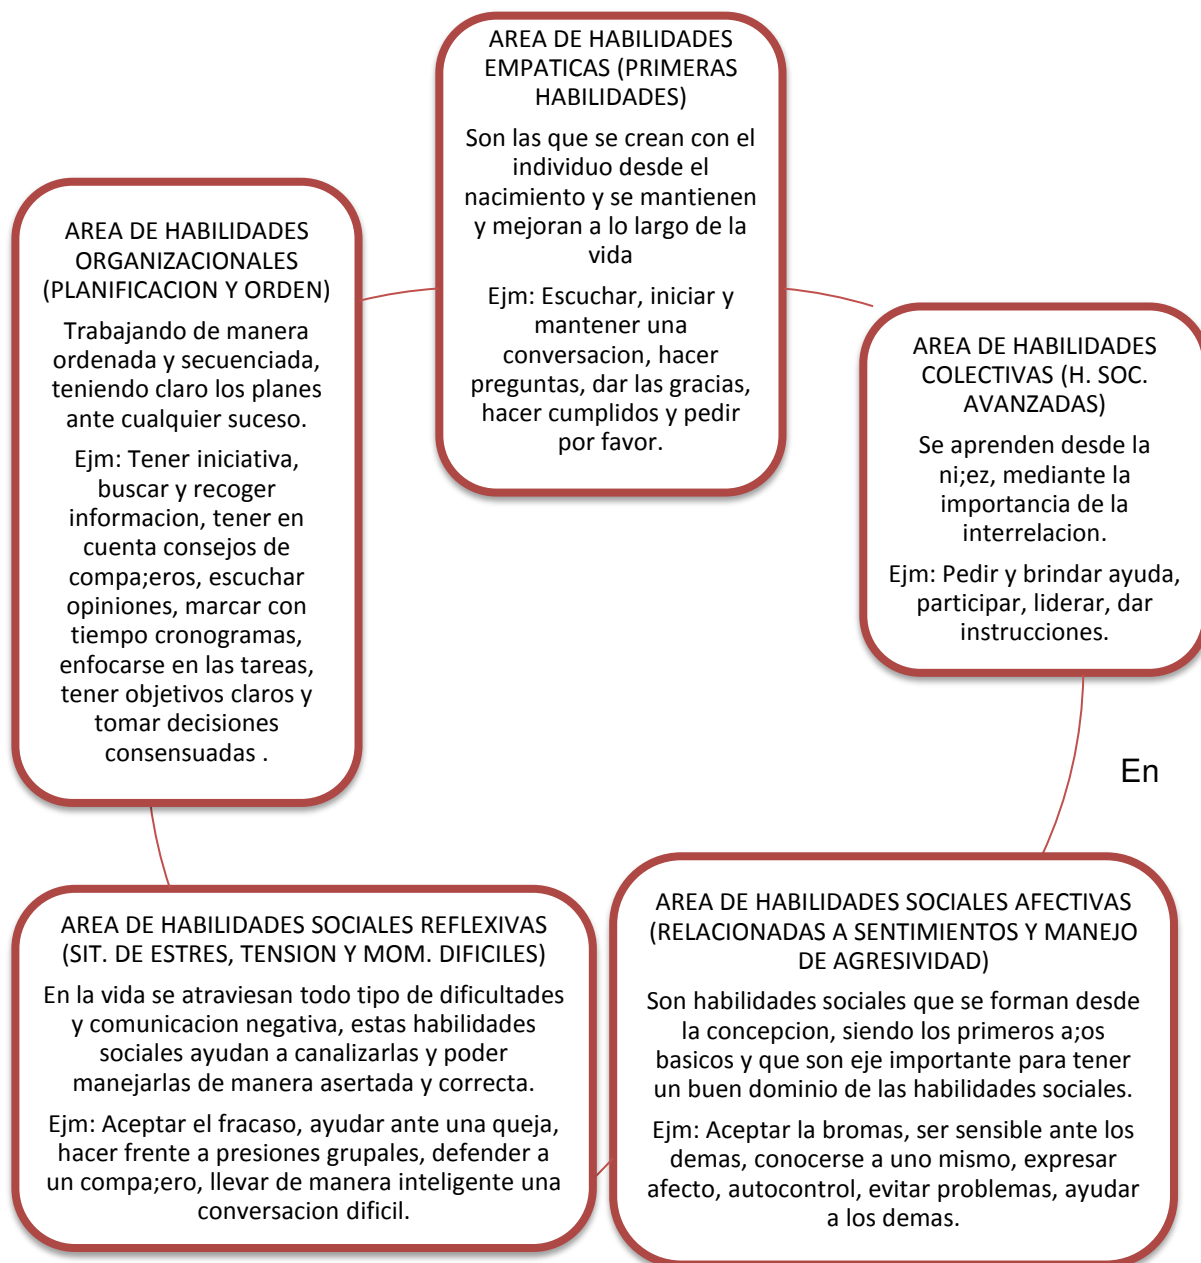 AREA DE HABILIDADES
EMPATICAS (PRIMERAS
HABILIDADES)
Son las que se crean con el
individuo desde el
nacimiento y se mantienen
y mejoran a lo largo de la
vida
Ejm: Escuchar, iniciar y
mantener una
conversacion, hacer
preguntas, dar las gracias,
hacer cumplidos y pedir
por favor.
AREA DE HABILIDADES
COLECTIVAS (H. SOC.
AVANZADAS)
Se aprenden desde la
ni;ez, mediante la
importancia de la
interrelacion.
Ejm: Pedir y brindar ayuda,
participar, liderar, dar
instrucciones.
En
AREA DE HABILIDADES SOCIALES AFECTIVAS
(RELACIONADAS A SENTIMIENTOS Y MANEJO
DE AGRESIVIDAD)
Son habilidades sociales que se forman desde
la concepcion, siendo los primeros a;os
basicos y que son eje importante para tener
un buen dominio de las habilidades sociales.
Ejm: Aceptar la bromas, ser sensible ante los
demas, conocerse a uno mismo, expresar
afecto, autocontrol, evitar problemas, ayudar
a los demas.
AREA DE HABILIDADES SOCIALES REFLEXIVAS
(SIT. DE ESTRES, TENSION Y MOM. DIFICILES)
En la vida se atraviesan todo tipo de dificultades
y comunicacion negativa, estas habilidades
sociales ayudan a canalizarlas y poder
manejarlas de manera asertada y correcta.
Ejm: Aceptar el fracaso, ayudar ante una queja,
hacer frente a presiones grupales, defender a
un compa;ero, llevar de manera inteligente una
conversacion dificil.
AREA DE HABILIDADES
ORGANIZACIONALES
(PLANIFICACION Y ORDEN)
Trabajando de manera
ordenada y secuenciada,
teniendo claro los planes
ante cualquier suceso.
Ejm: Tener iniciativa,
buscar y recoger
informacion, tener en
cuenta consejos de
compa;eros, escuchar
opiniones, marcar con
tiempo cronogramas,
enfocarse en las tareas,
tener objetivos claros y
tomar decisiones
consensuadas .